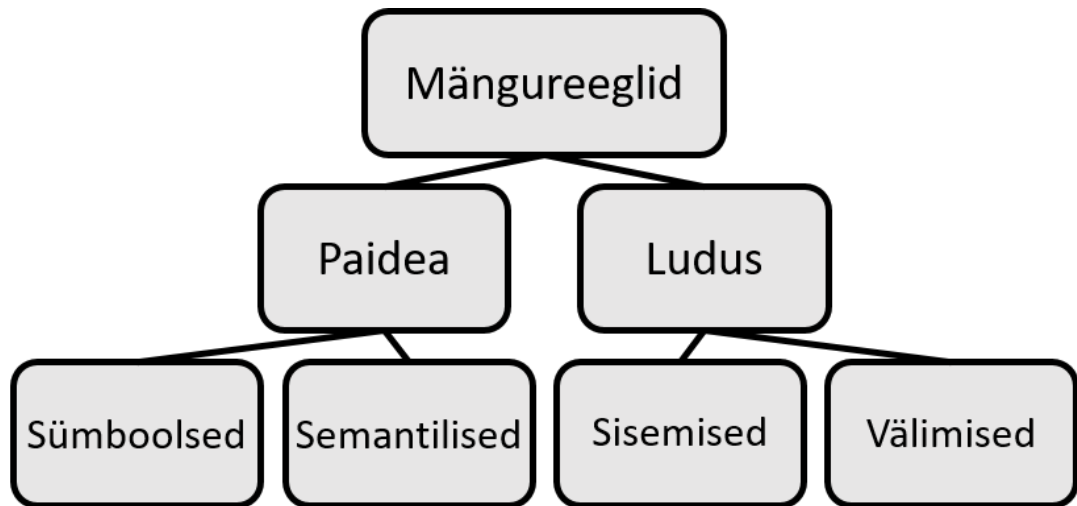 Mängureeglid
Paidea
Ludus
Sümboolsed
Semantilised
Sisemised
Välimised